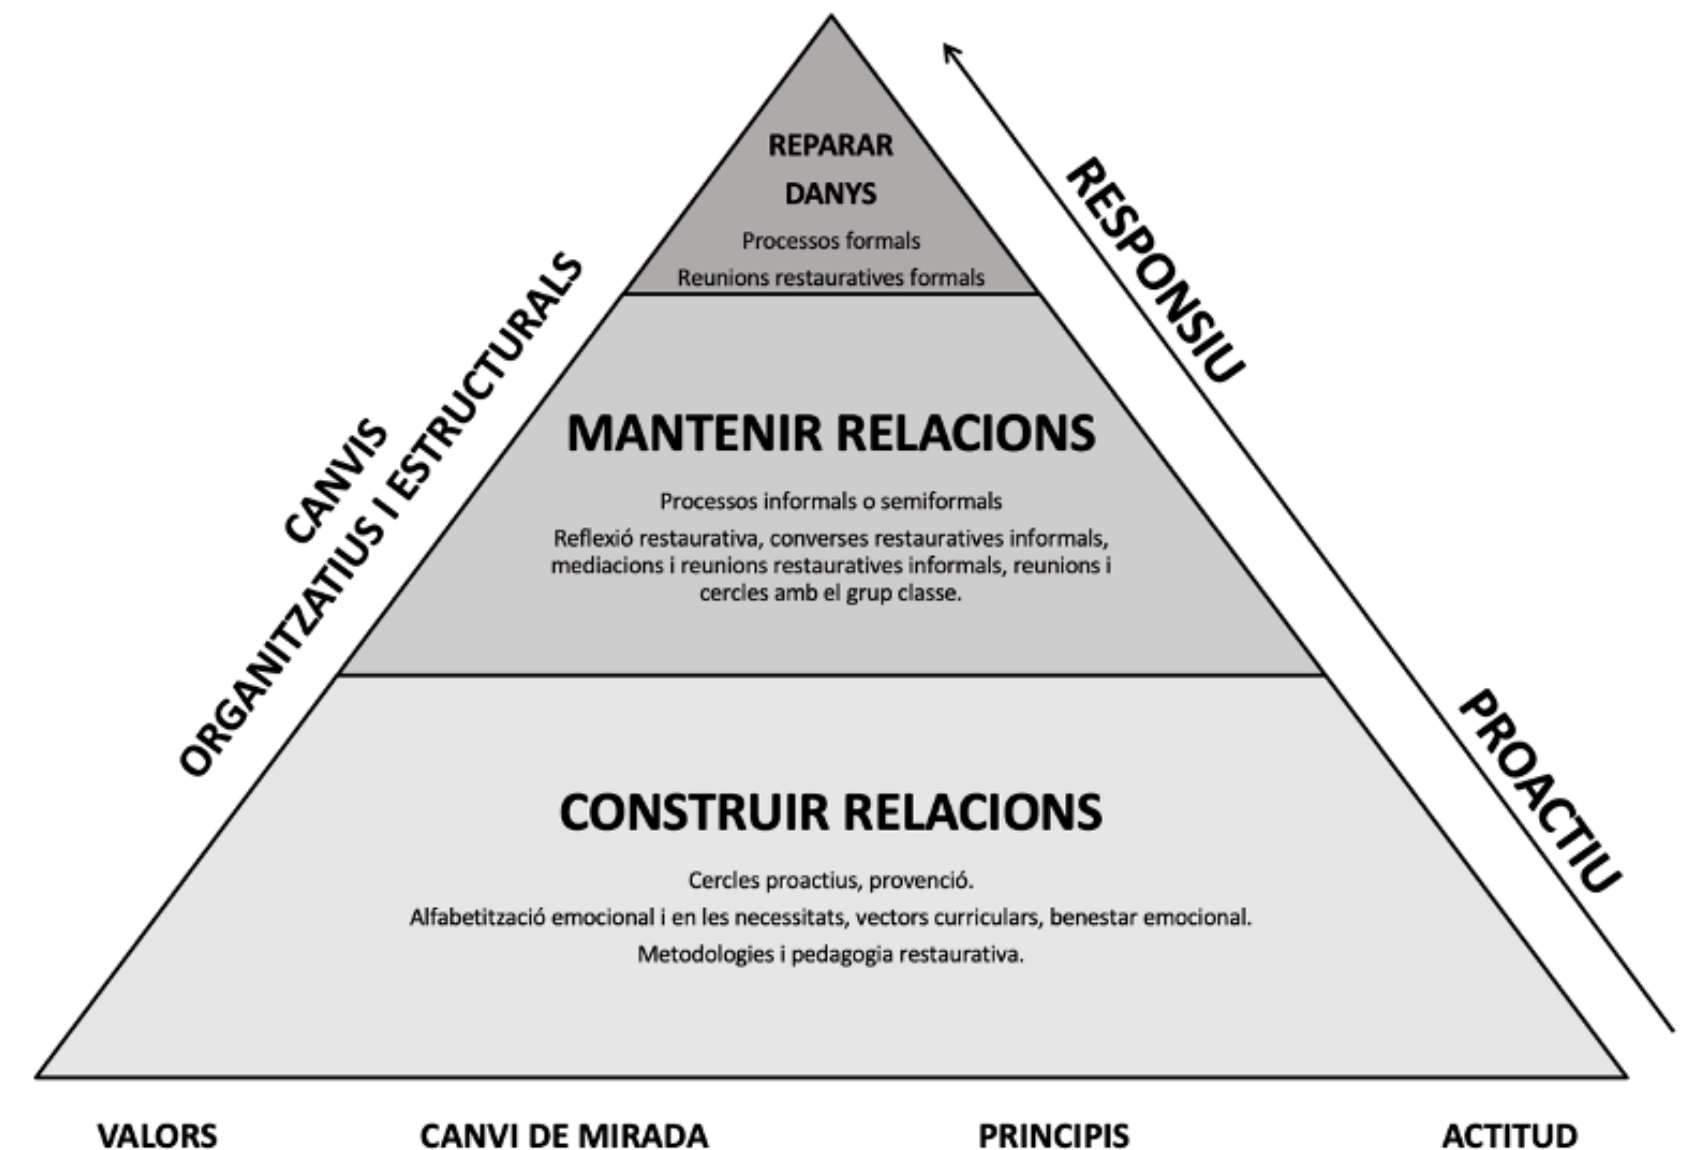 REPARAR
DANYS
Processos formals
Reunions restauratives formals
MANTENIR RELACIONS
Processos informals o semiformals
Reflexió restaurativa, converses restauratives informals,
mediacions i reunions restauratives informals, reunions i
cercles amb el grup classe.
CONSTRUIR RELACIONS
Cercles proactius, provenció.
Alfabetització emocional i en les necessitats, vectors curriculars, benestar emocional.
Metodologies i pedagogia restaurativa.
CANVIS
ORGANITZATIUS I ESTRUCTURALS
RESPONSIU
PROACTIU
VALORS
CANVI DE MIRADA
PRINCIPIS
ACTITUD